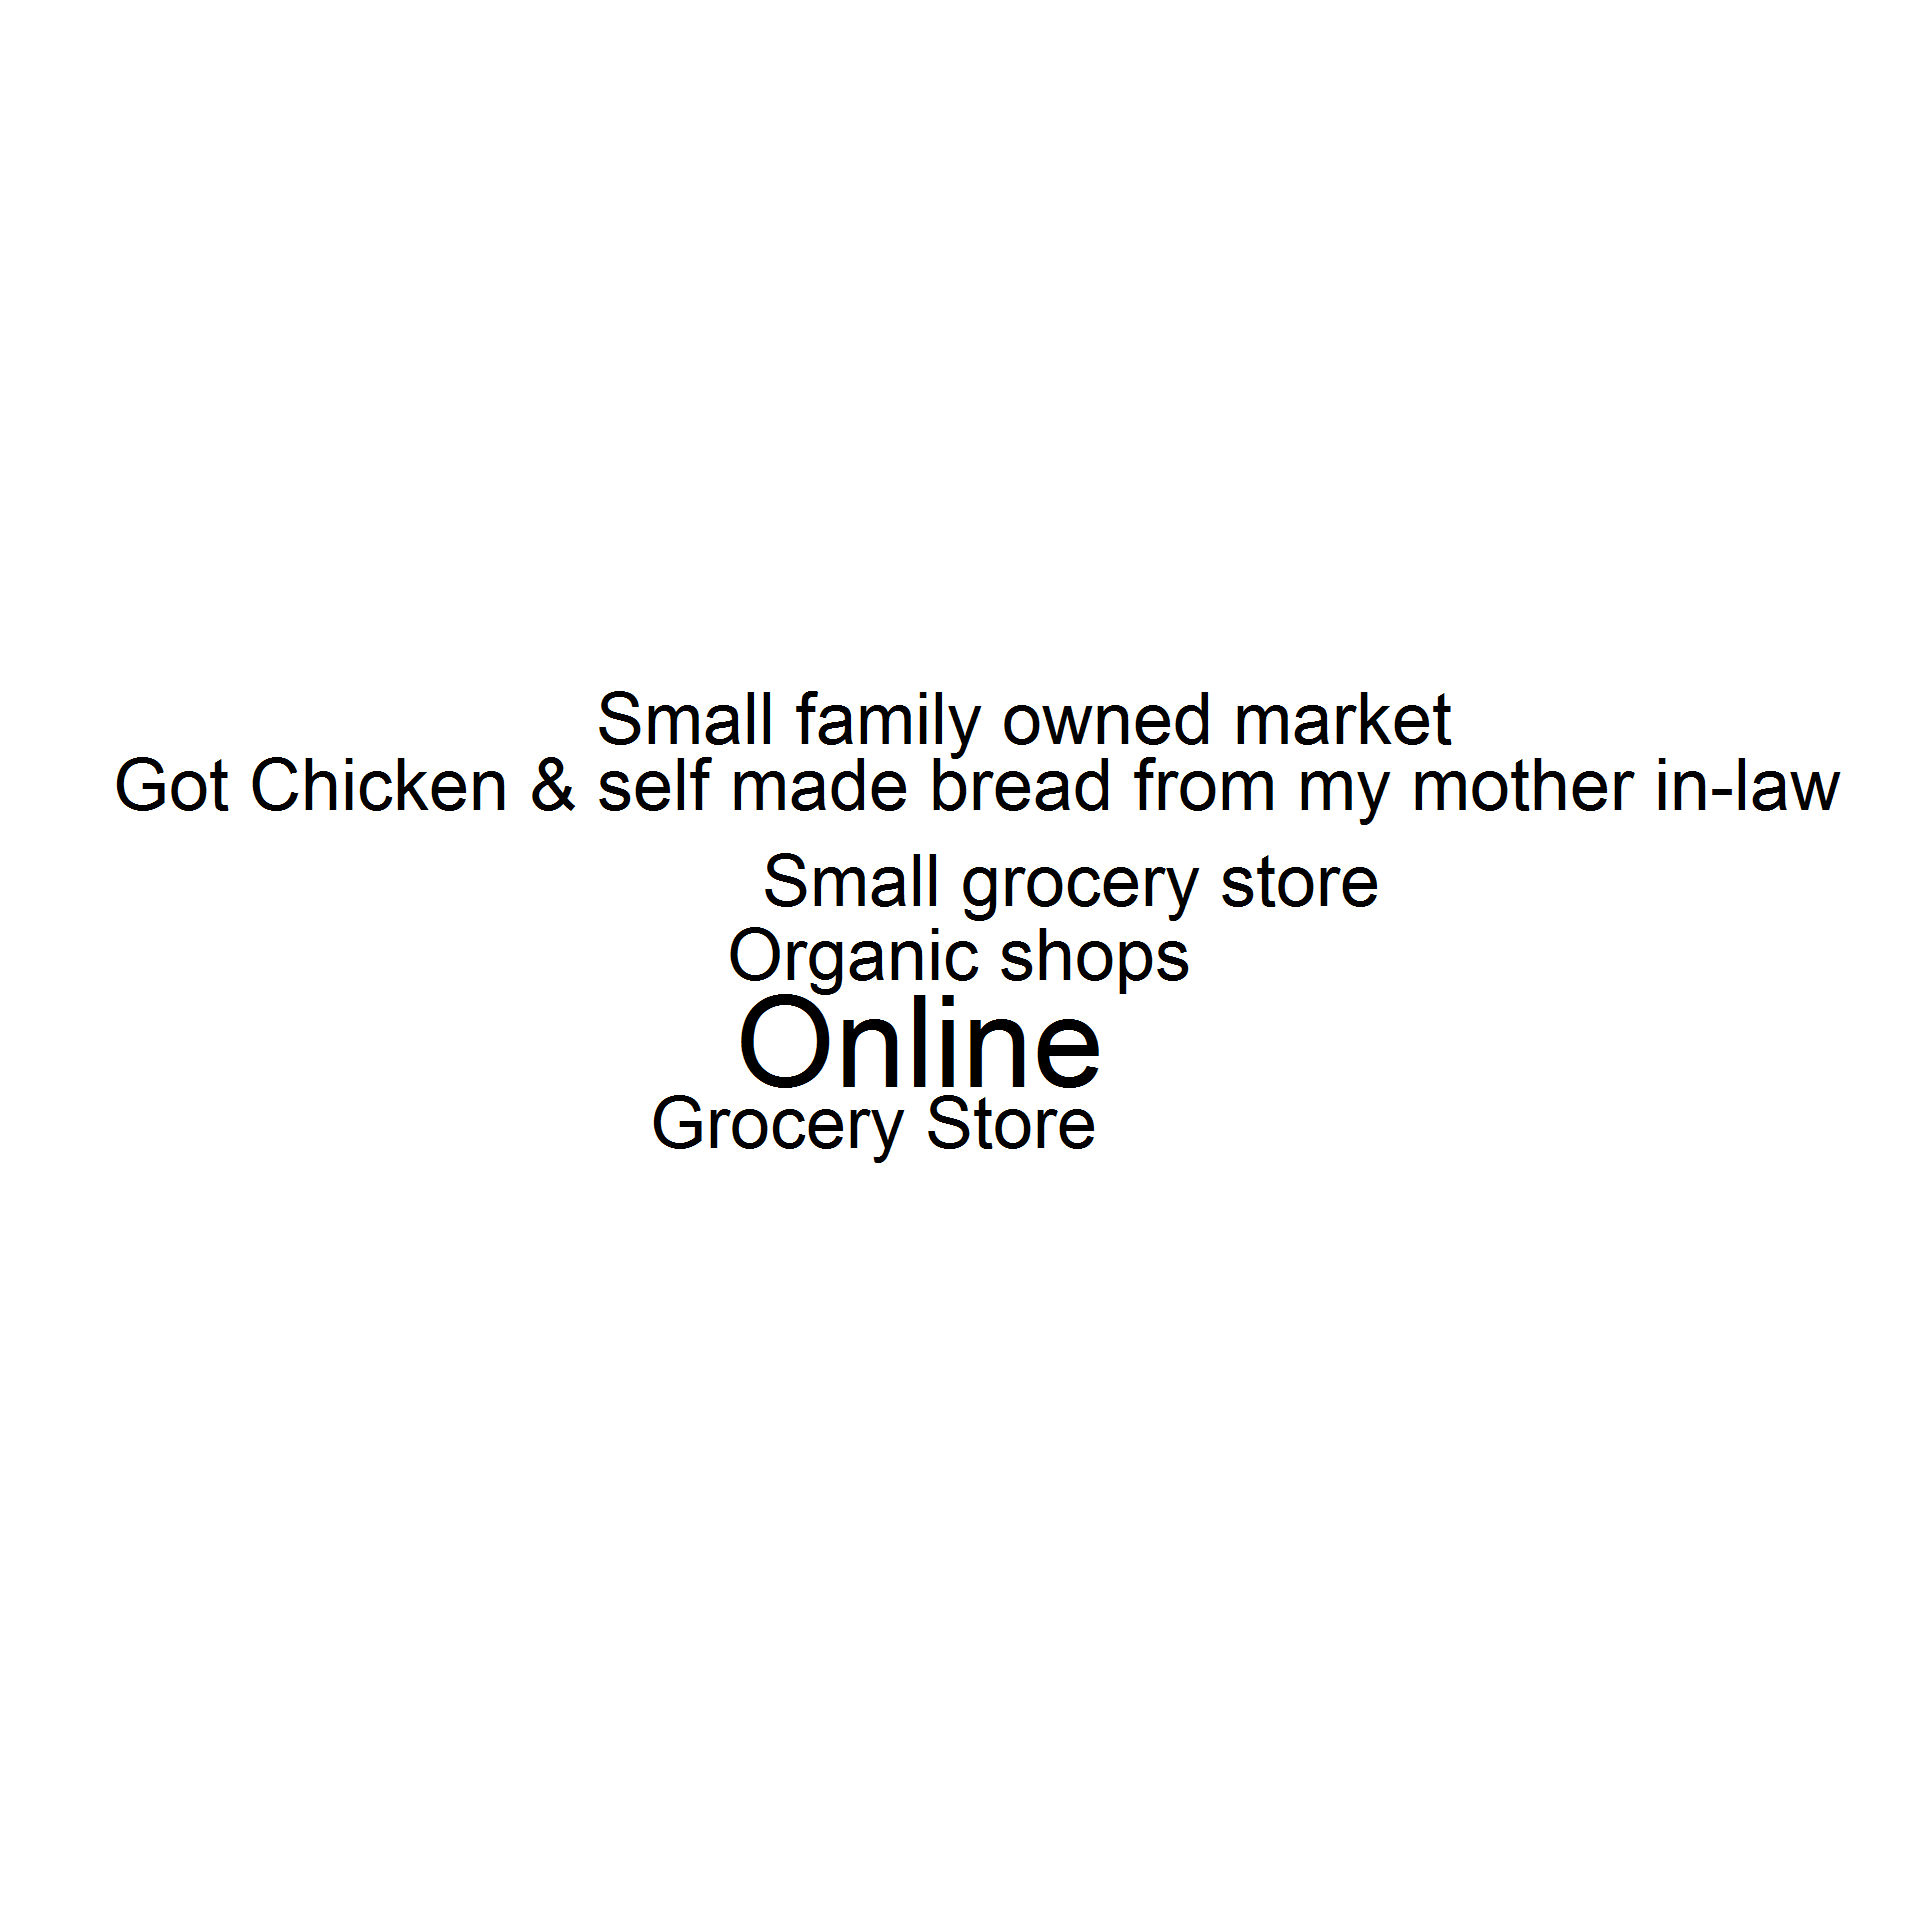 Small family owned market
Got Chicken & self made bread from my mother in-law
Small grocery store
Organic shops
Online
Grocery Store